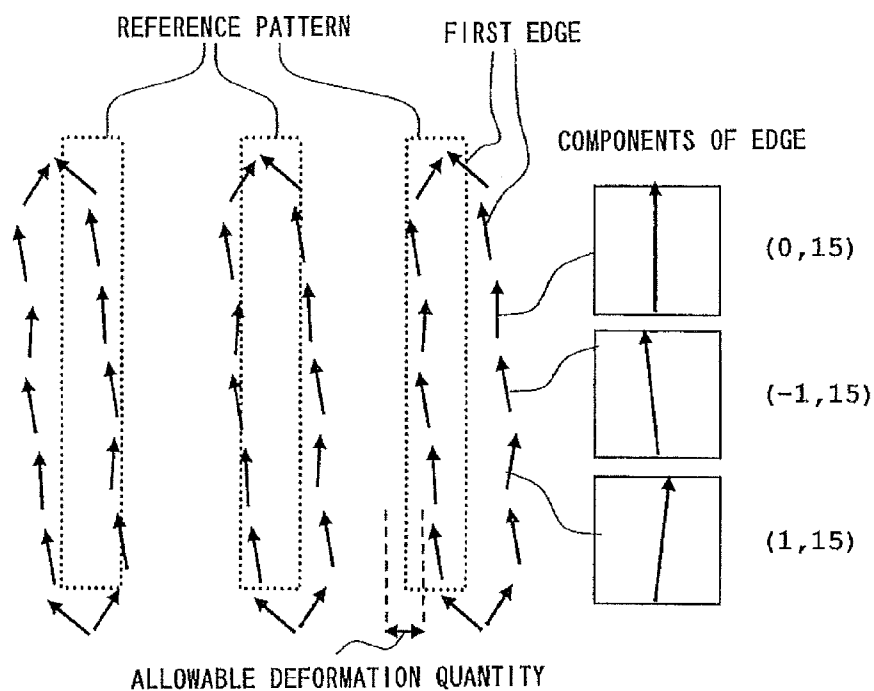 REFERENCE PATTERN
FIRST EDGE
COMPONENTS OF EDGE
(0,15)
(-1,15)
(1,15)
ALLOWABLE DEFORMATION QUANTITY